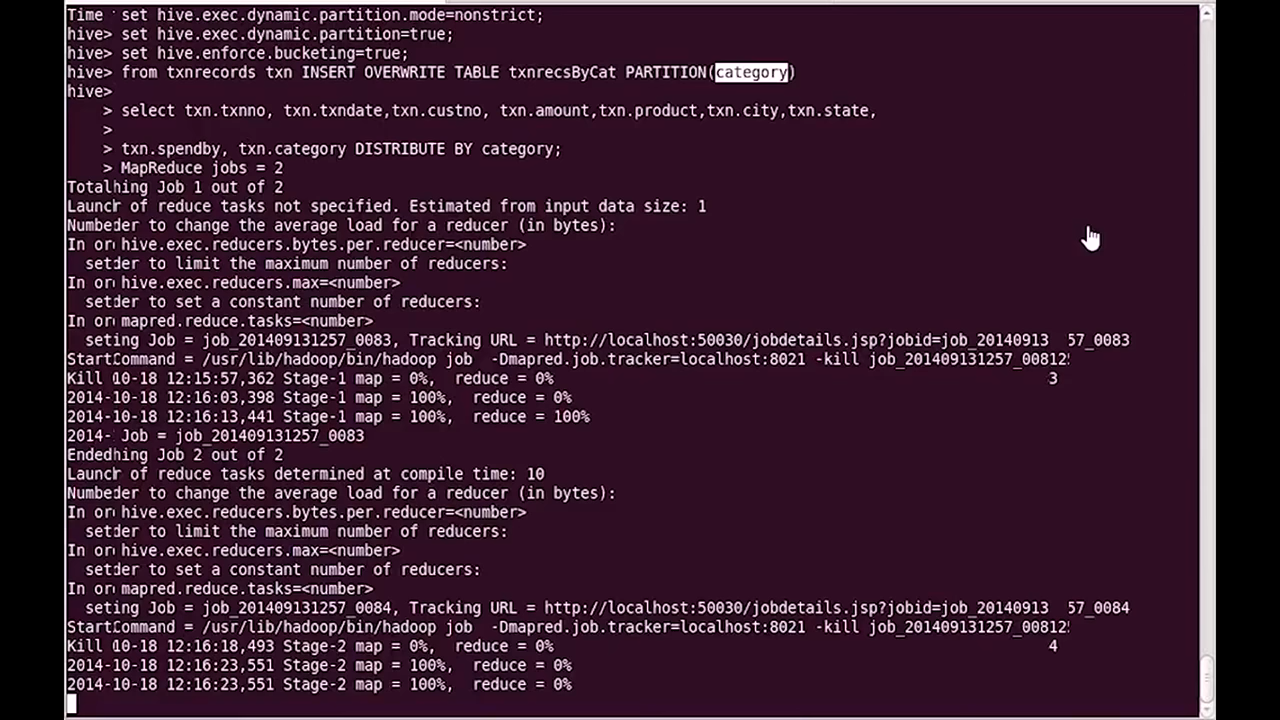 Time set hive.exec.dynamic.partition.mode=nonstrict;
hive> set hive.exec.dynamic.partition=true;
hive> set hive.enforce.bucketing=true;
hive> from txnrecords txn INSERT OVERWRITE TABLE txnrecsByCat PARTITION(category)
hive>
> select txn.txnno, txn.txndate,txn.custno, txn.amount,txn.product,txn.city,txn.state,
>
> txn.spendby, txn.category DISTRIBUTE BY category;
> MapReduce jobs = 2
Totalhing Job 1 out of 2
Launcr of reduce tasks not specified. Estimated from input data size: 1
Numbeder to change the average load for a reducer (in bytes):
In or hive.exec.reducers.bytes.per.reducer=<number>
setder to limit the maximum number of reducers:
In or hive.exec.reducers.max=<number>
setder to set a constant number of reducers:
In or mapred.reduce.tasks=<number>
seting Job = job_201409131257_0083, Tracking URL = http://localhost:50030/jobdetails.jsp?jobid=job_20140913 57_0083
StartCommand = /usr/lib/hadoop/bin/hadoop job -Dmapred.job.tracker=localhost:8021 -kill job_201409131257_00812
Kill 10-18 12:15:57,362 Stage-1 map = 0%, reduce = 0% 3
2014-10-18 12:16:03,398 Stage-1 map = 100%, reduce = 0%
2014-10-18 12:16:13,441 Stage-1 map = 100%, reduce = 100%
2014- Job = job_201409131257_0083
Endedhing Job 2 out of 2
Launcr of reduce tasks determined at compile time: 10
Numbeder to change the average load for a reducer (in bytes):
In or hive.exec.reducers.bytes.per.reducer=<number>
setder to limit the maximum number of reducers:
In or hive.exec.reducers.max=<number>
setder to set a constant number of reducers:
In or mapred.reduce.tasks=<number>
seting Job = job_201409131257_0084, Tracking URL = http://localhost:50030/jobdetails.jsp?jobid=job_20140913 57_0084
StartCommand = /usr/lib/hadoop/bin/hadoop job -Dmapred.job.tracker=localhost:8021 -kill job_201409131257_00812
Kill 10-18 12:16:18,493 Stage-2 map = 0%, reduce = 0% 4
2014-10-18 12:16:23,551 Stage-2 map = 100%, reduce = 0%
2014-10-18 12:16:23,551 Stage-2 map = 100%, reduce = 0%